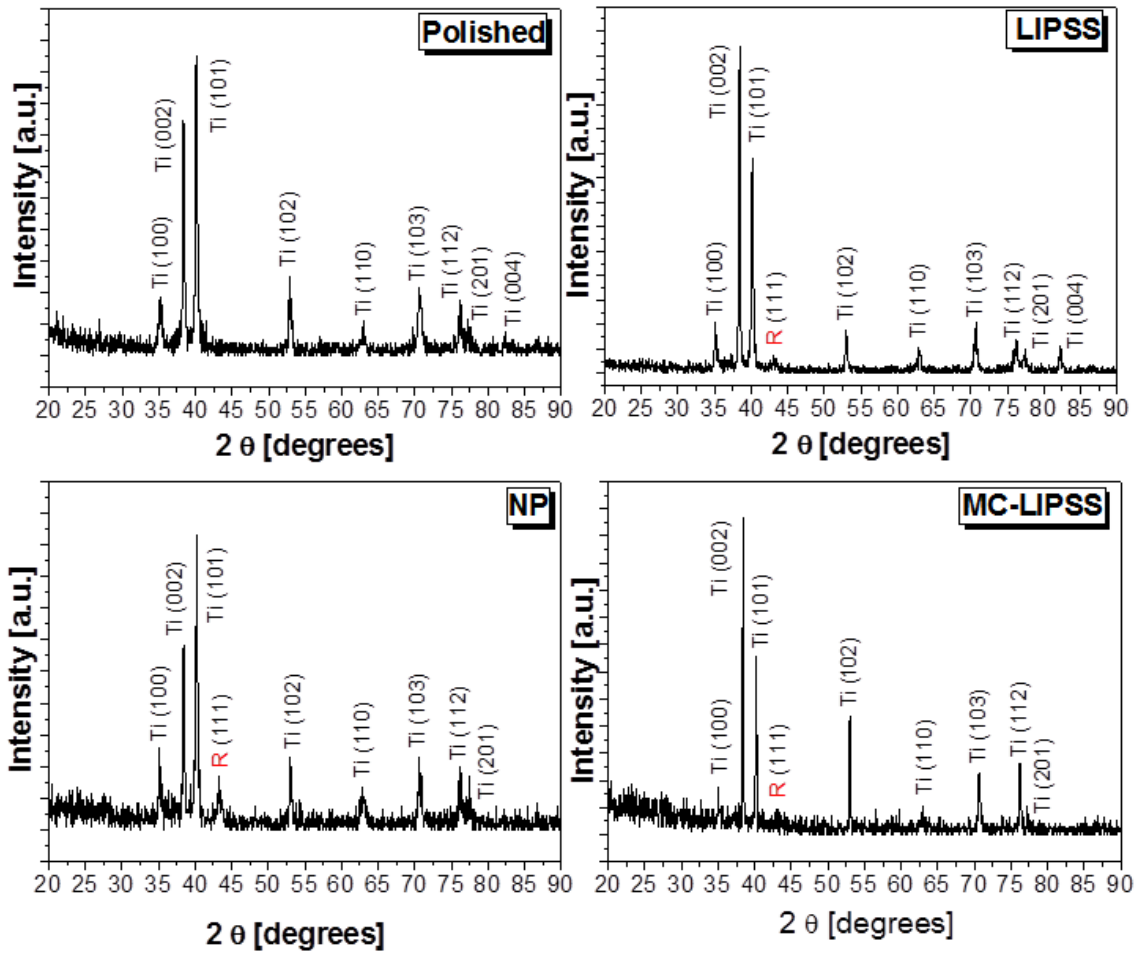 Polished
Intensity [a.u.]
Ti (100)
Ti (002)
Ti (101)
Ti (102)
Ti (110)
Ti (103)
Ti (112)
Ti (201)
Ti (004)
20 25 30 35 40 45 50 55 60 65 70 75 80 85 90
2 θ [degrees]
LIPSS
Intensity [a.u.]
Ti (100)
Ti (002)
Ti (101)
R (111)
Ti (102)
Ti (110)
Ti (103)
Ti (112)
Ti (201)
Ti (004)
20 25 30 35 40 45 50 55 60 65 70 75 80 85 90
2 θ [degrees]
NP
Intensity [a.u.]
Ti (100)
Ti (002)
Ti (101)
R (111)
Ti (102)
Ti (110)
Ti (103)
Ti (112)
Ti (201)
20 25 30 35 40 45 50 55 60 65 70 75 80 85 90
2 θ [degrees]
MC-LIPSS
Intensity [a.u.]
Ti (100)
Ti (002)
Ti (101)
R (111)
Ti (102)
Ti (110)
Ti (103)
Ti (112)
Ti (201)
20 25 30 35 40 45 50 55 60 65 70 75 80 85 90
2 θ [degrees]